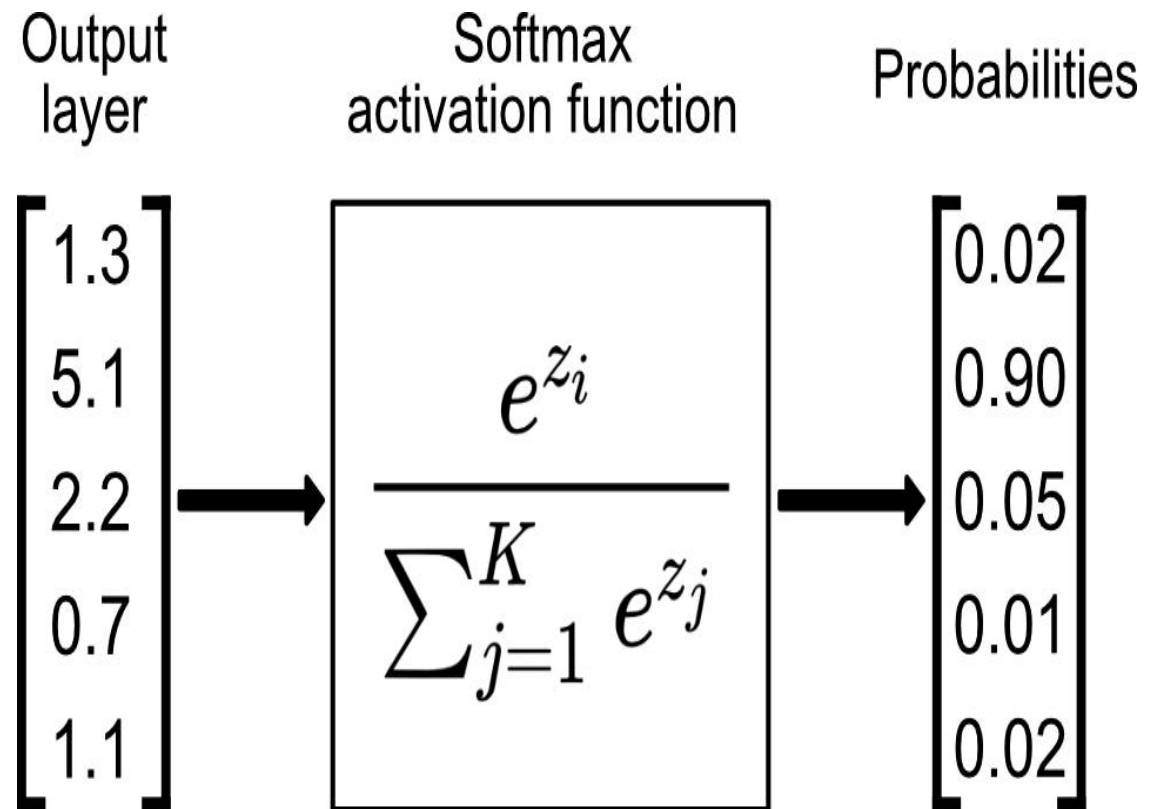 Output
layer
Softmax
activation function
Probabilities
1.3
5.1
2.2
0.7
1.1
e^{z_i}
∑_{j=1}^{K} e^{z_j}
0.02
0.90
0.05
0.01
0.02